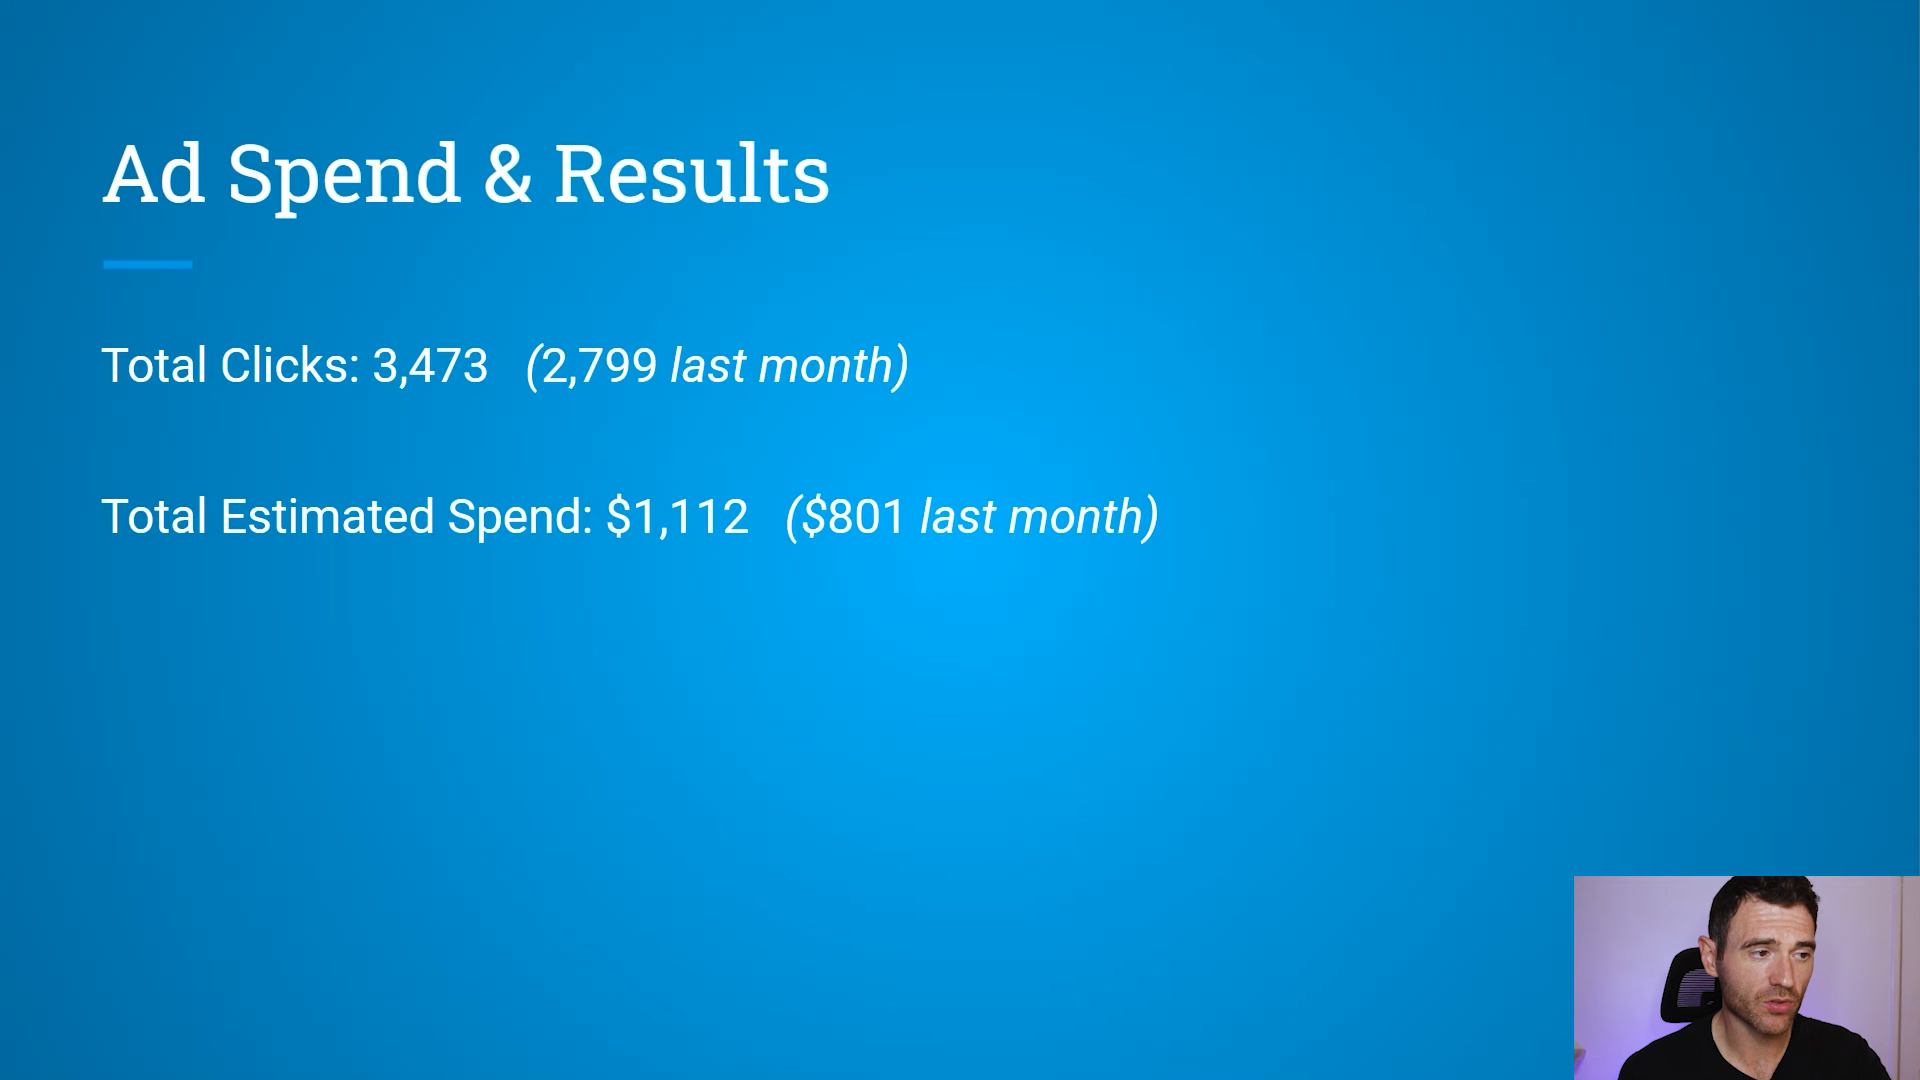 Ad Spend & Results
Total Clicks: 3,473 (2,799 last month)
Total Estimated Spend: $1,112 ($801 last month)